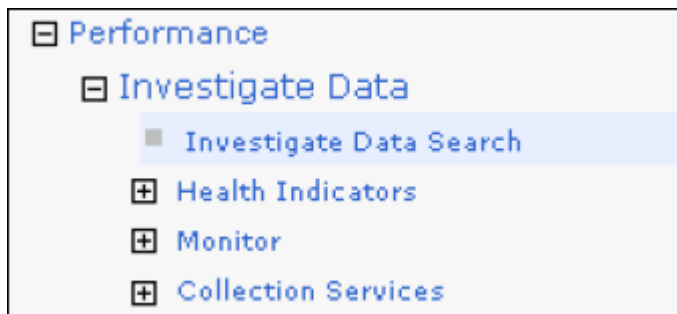 Performance
Investigate Data
Investigate Data Search
Health Indicators
Monitor
Collection Services